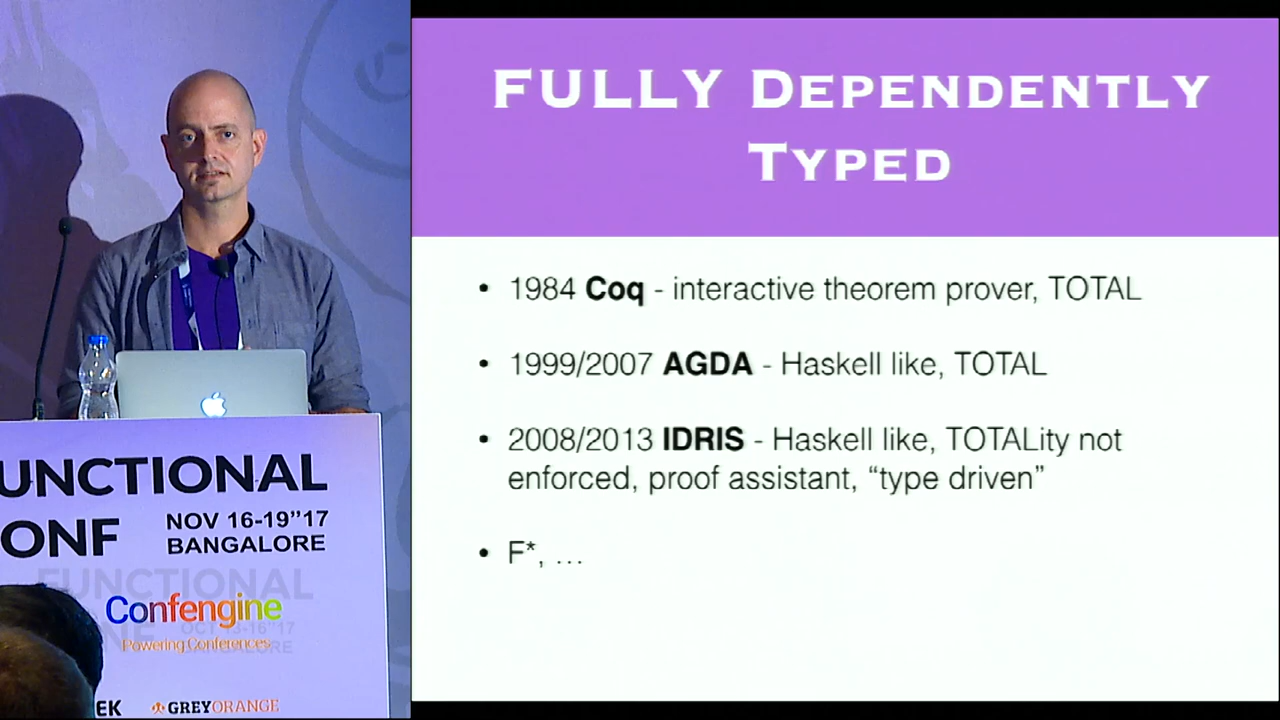 FULLY DEPENDENTLY
TYPED
• 1984 Coq - interactive theorem prover, TOTAL
• 1999/2007 AGDA - Haskell like, TOTAL
• 2008/2013 IDRIS - Haskell like, TOTALity not
enforced, proof assistant, “type driven”
• F*, …
UNCTIONAL
ONF
NOV 16-19”17
BANGALORE
FUNCTIONAL
Confengine
Powering Conferences
BANGALORE
EK
GREYORANGE